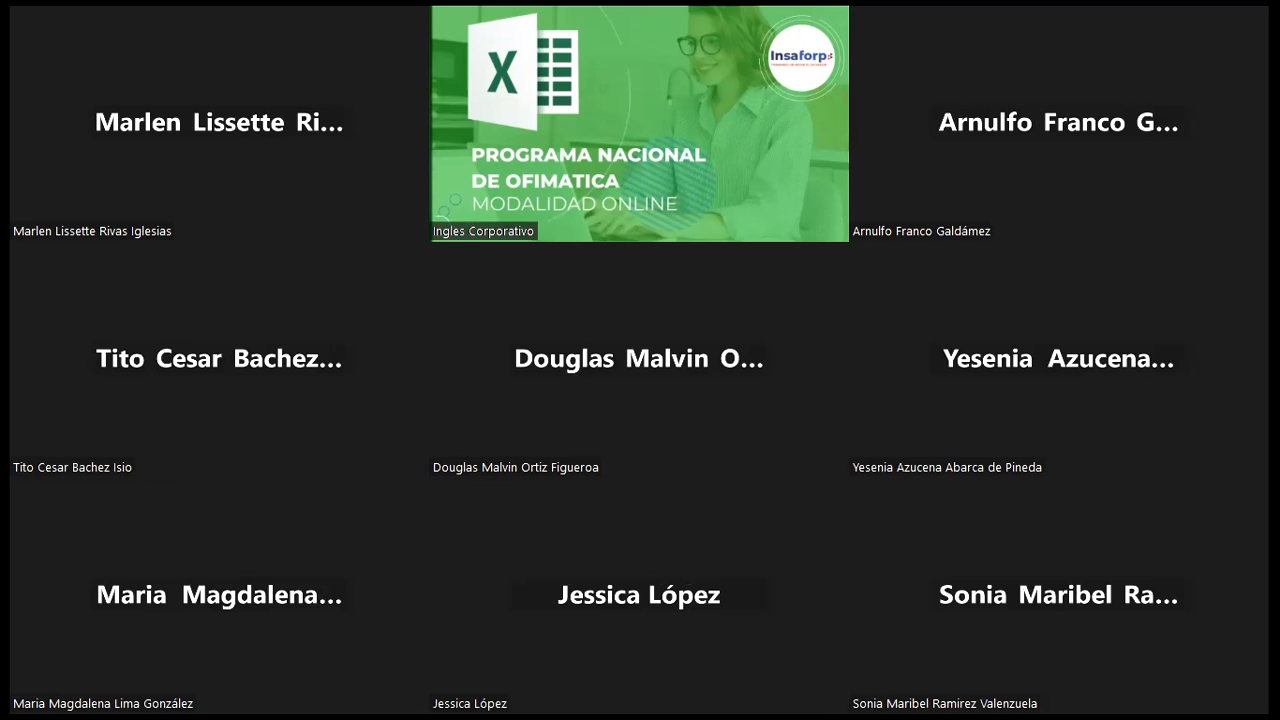 Marlen Lissette Ri...
Marlen Lissette Rivas Iglesias
X
Insaforp
PROGRAMA NACIONAL
DE OFIMATICA
MODALIDAD ONLINE
Ingles Corporativo
Arnulfo Franco G...
Arnulfo Franco Galdámez
Tito Cesar Bachez...
Tito Cesar Bachez Isio
Douglas Malvin O...
Douglas Malvin Ortiz Figueroa
Yesenia Azucena...
Yesenia Azucena Abarca de Pineda
Maria Magdalena...
Maria Magdalena Lima González
Jessica López
Jessica López
Sonia Maribel Ra...
Sonia Maribel Ramirez Valenzuela